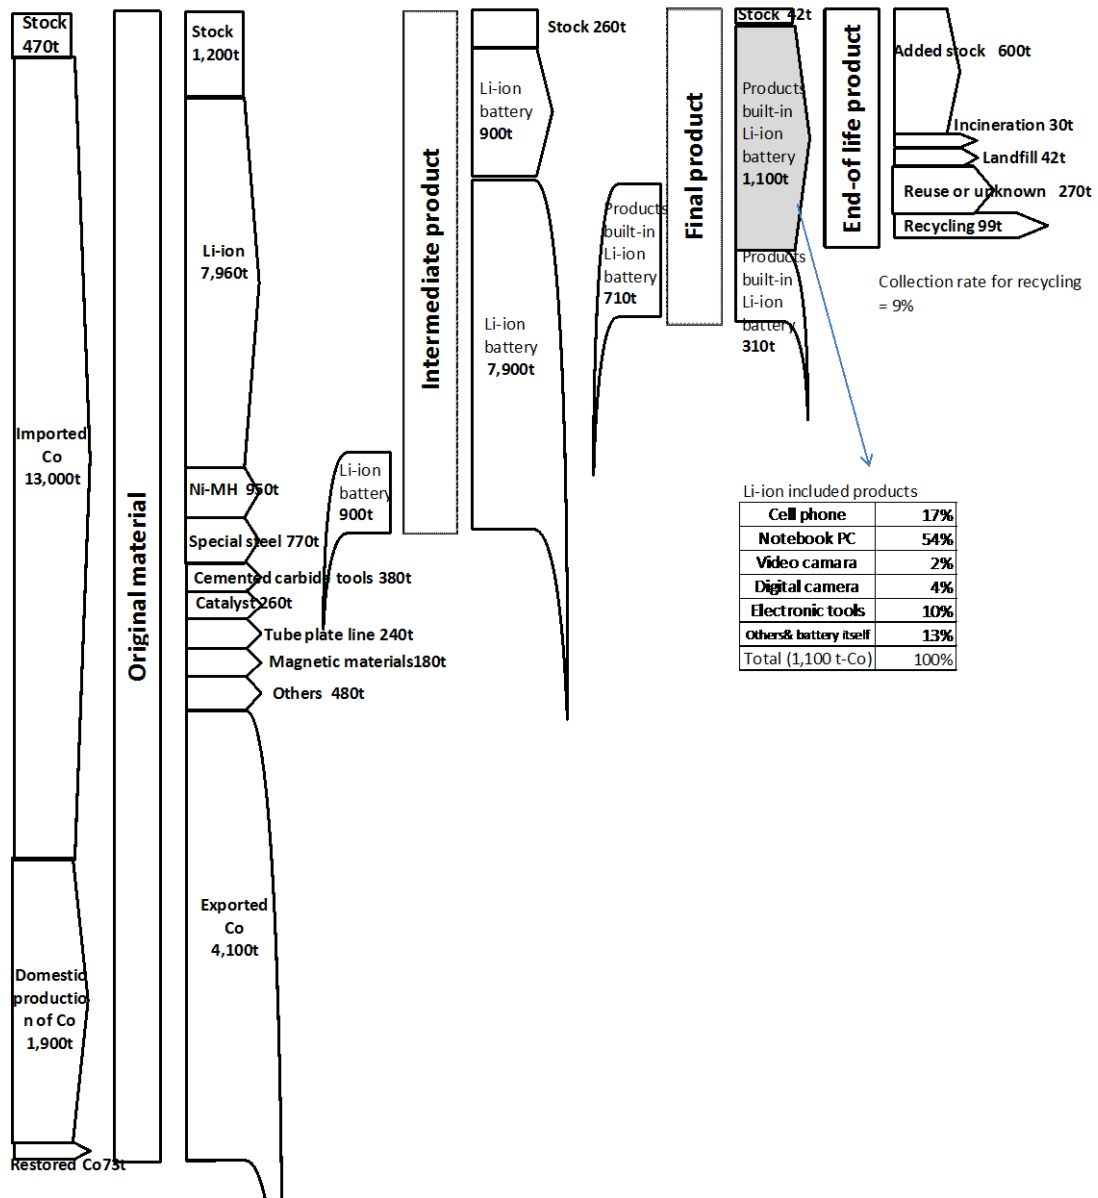 Stock
470t
Imported
Co
13,000t
Domestic
productio
n of Co
1,900t
Restored Co73t
Original material
Stock
1,200t
Li-ion
7,960t
Ni-MH 950t
Special steel 770t
Cemented carbide tools 380t
Catalyst 260t
Tube plate line 240t
Magnetic materials180t
Others 480t
Exported
Co
4,100t
Li-ion
battery
900t
Intermediate product
Stock 260t
Li-ion
battery
900t
Li-ion
battery
7,900t
Products
built-in
Li-ion
battery
710t
Final product
Stock 42t
Products
built-in
Li-ion
battery
1,100t
Products
built-in
Li-ion
battery
310t
End-of life product
Added stock 600t
Incineration 30t
Landfill 42t
Reuse or unknown 270t
Recycling 99t
Collection rate for recycling
= 9%
Li-ion included products
Cell phone 17%
Notebook PC 54%
Video camara 2%
Digital camera 4%
Electronic tools 10%
Others& battery itself 13%
Total (1,100 t-Co) 100%